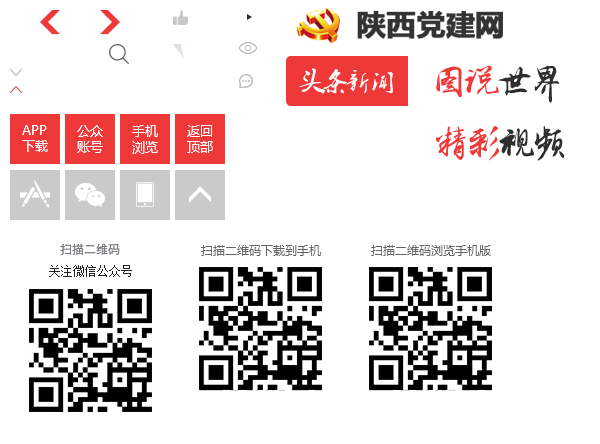 陕西党建网
头条新闻
图说世界
精彩视频
APP
下载
公众
账号
手机
浏览
返回
顶部
扫描二维码
关注微信公众号
扫描二维码下载到手机
扫描二维码浏览手机版